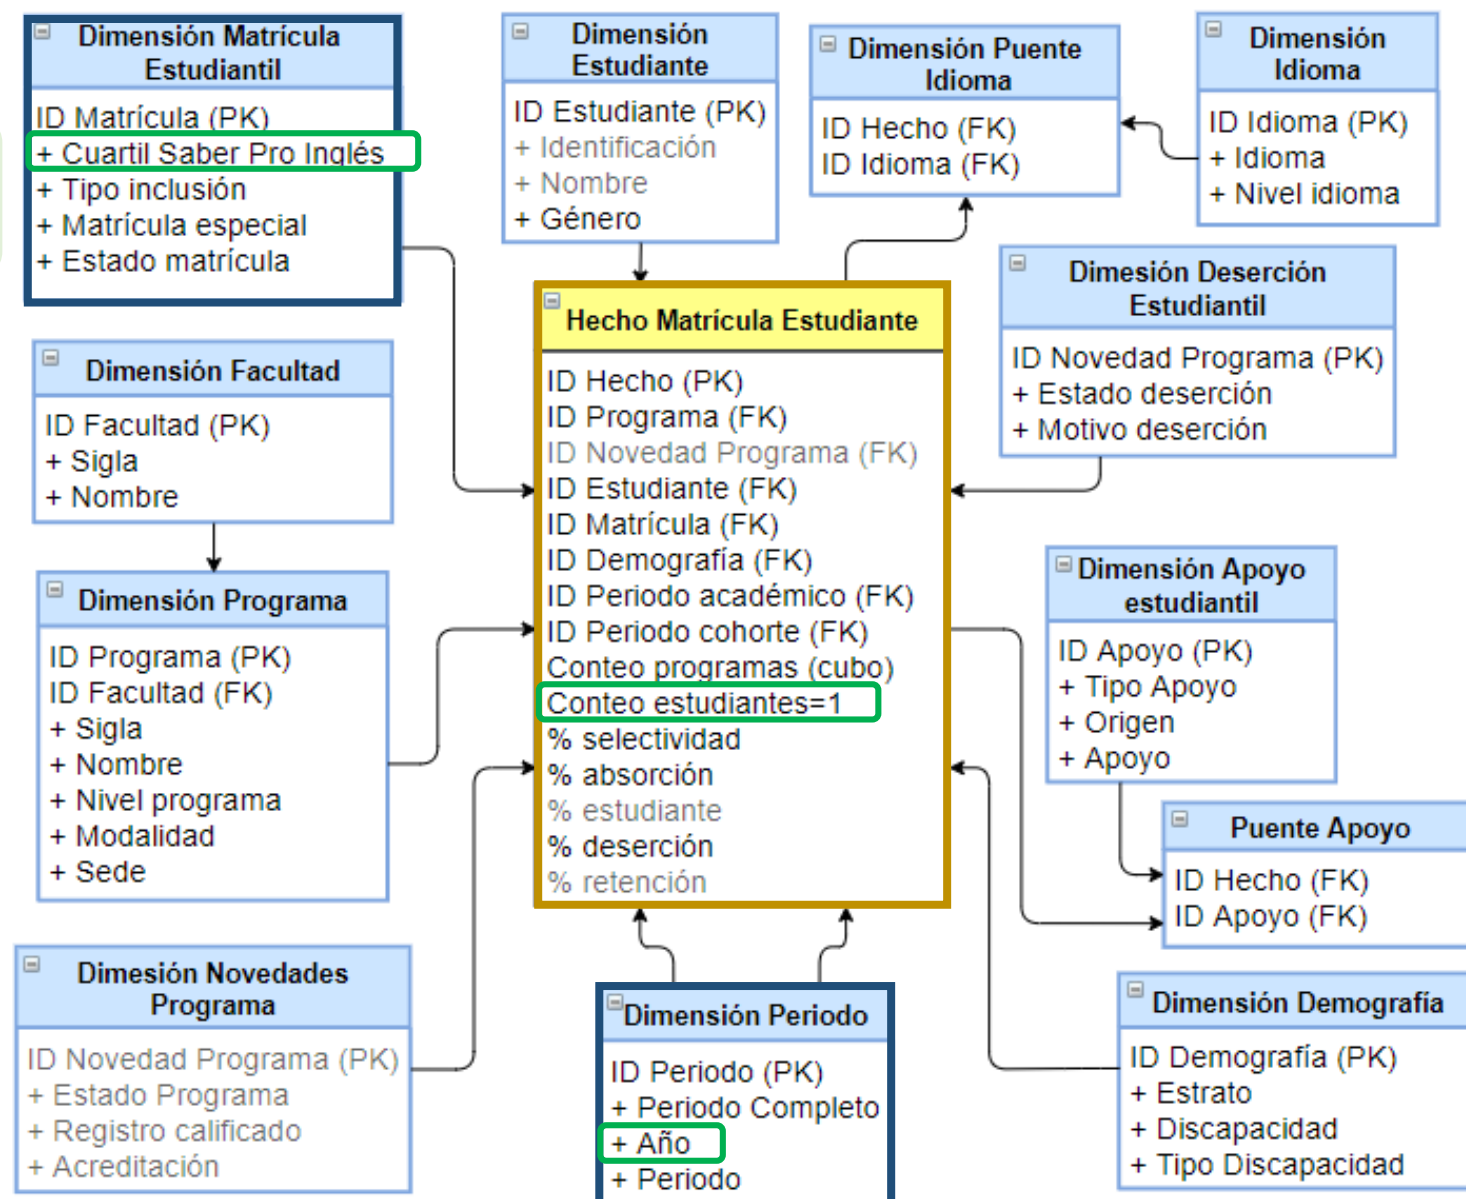 Dimensión Matrícula
Estudiantil
ID Matrícula (PK)
+ Cuartil Saber Pro Inglés
+ Tipo inclusión
+ Matrícula especial
+ Estado matrícula
Dimensión
Estudiante
ID Estudiante (PK)
+ Identificación
+ Nombre
+ Género
Dimensión Puente
Idioma
ID Hecho (FK)
ID Idioma (FK)
Dimensión
Idioma
ID Idioma (PK)
+ Idioma
+ Nivel idioma
Dimesión Deserción
Estudiantil
ID Novedad Programa (PK)
+ Estado deserción
+ Motivo deserción
Hecho Matrícula Estudiante
ID Hecho (PK)
ID Programa (FK)
ID Novedad Programa (FK)
ID Estudiante (FK)
ID Matrícula (FK)
ID Demografía (FK)
ID Periodo académico (FK)
ID Periodo cohorte (FK)
Conteo programas (cubo)
Conteo estudiantes=1
% selectividad
% absorción
% estudiante
% deserción
% retención
Dimensión Facultad
ID Facultad (PK)
+ Sigla
+ Nombre
Dimensión Programa
ID Programa (PK)
ID Facultad (FK)
+ Sigla
+ Nombre
+ Nivel programa
+ Modalidad
+ Sede
Dimensión Apoyo
estudiantil
ID Apoyo (PK)
+ Tipo Apoyo
+ Origen
+ Apoyo
Puente Apoyo
ID Hecho (FK)
ID Apoyo (FK)
Dimesión Novedades
Programa
ID Novedad Programa (PK)
+ Estado Programa
+ Registro calificado
+ Acreditación
Dimensión Periodo
ID Periodo (PK)
+ Periodo Completo
+ Año
+ Periodo
Dimensión Demografía
ID Demografía (PK)
+ Estrato
+ Discapacidad
+ Tipo Discapacidad